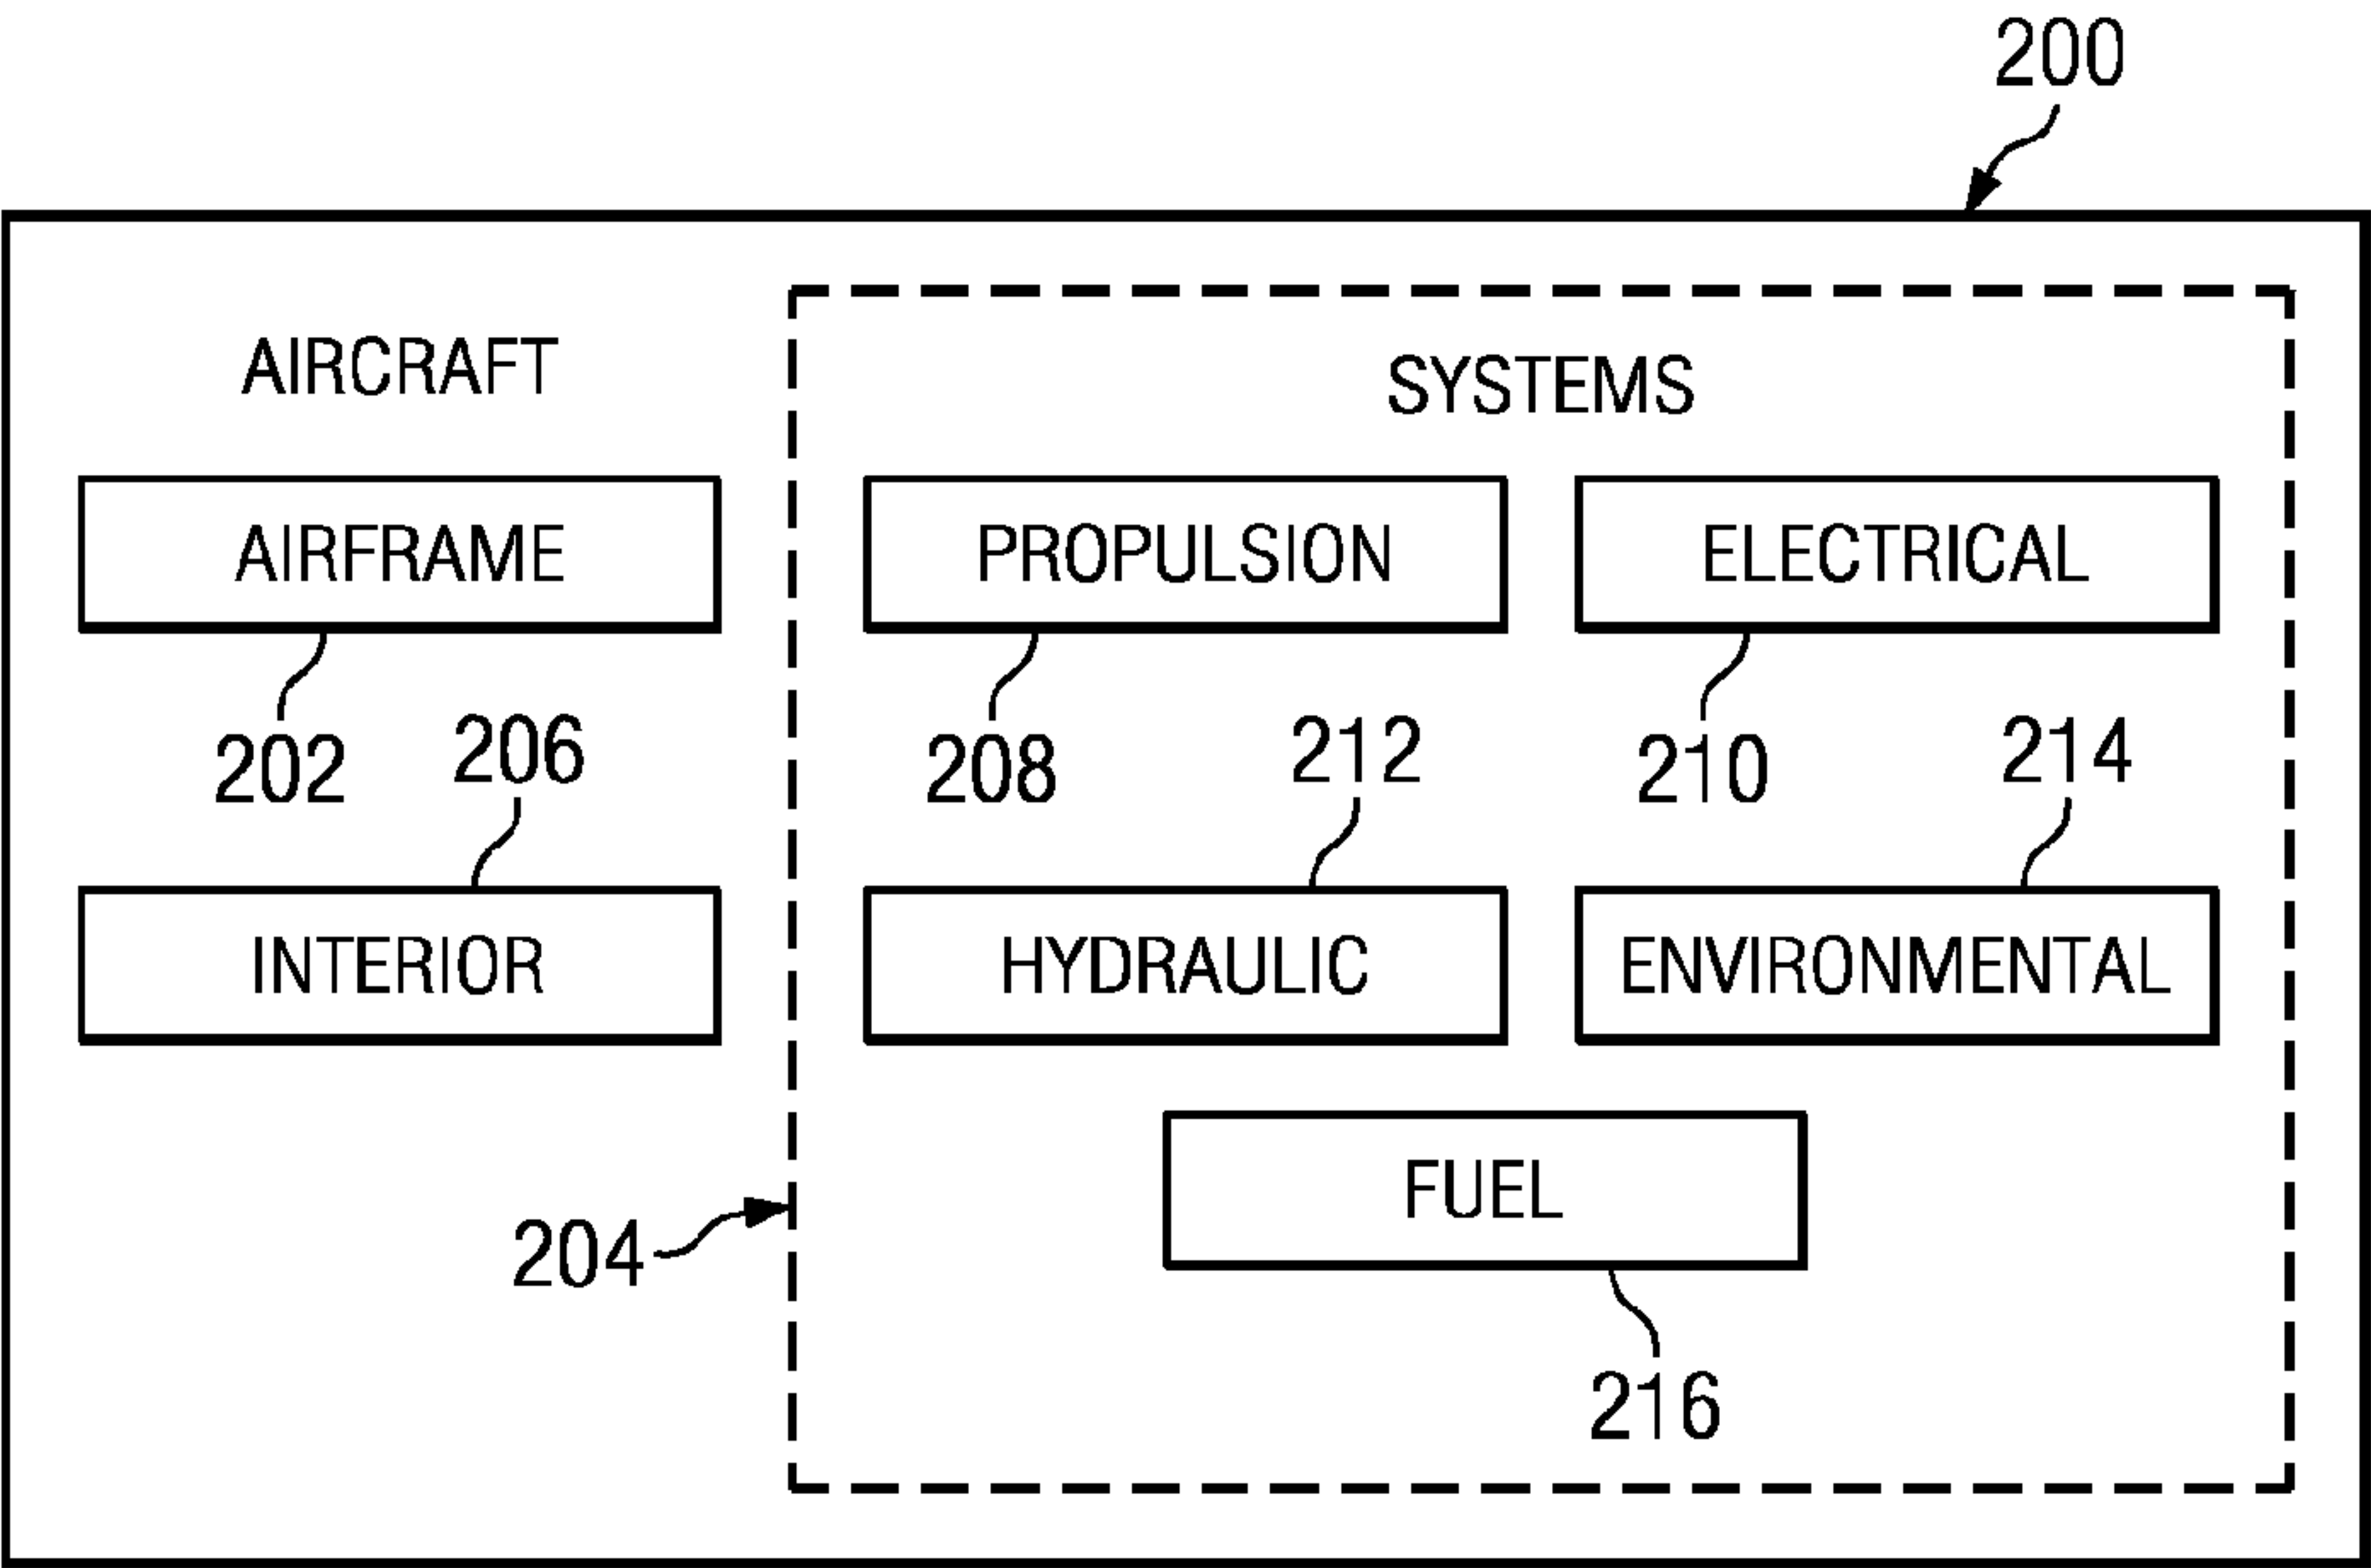 200
AIRCRAFT
SYSTEMS
AIRFRAME
PROPULSION
ELECTRICAL
202
206
208
212
210
214
INTERIOR
HYDRAULIC
ENVIRONMENTAL
FUEL
204
216